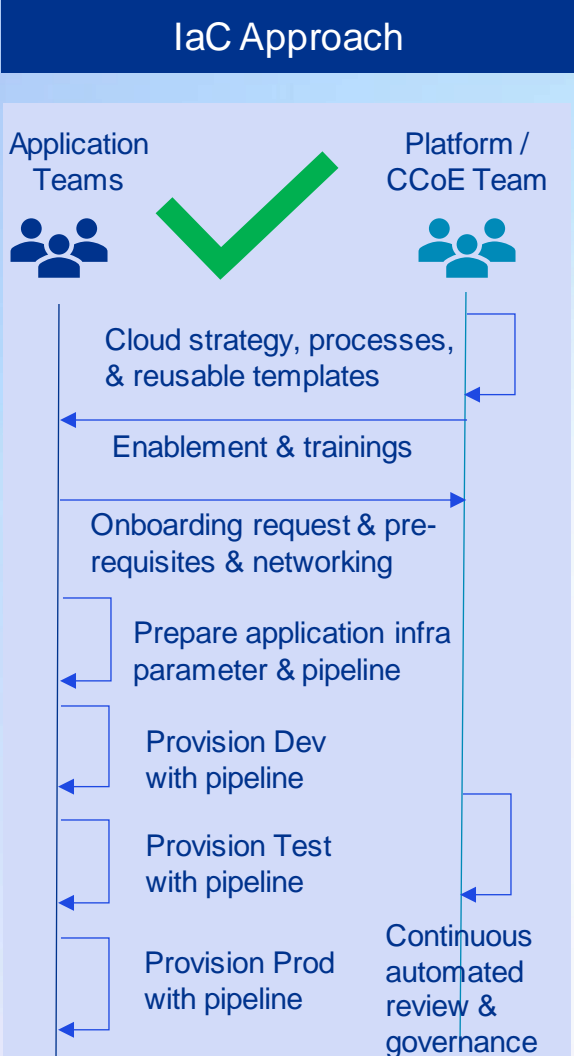 IaC Approach
Application
Teams
Platform /
CCoE Team
Cloud strategy, processes,
& reusable templates
Enablement & trainings
Onboarding request & pre-
requisites & networking
Prepare application infra
parameter & pipeline
Provision Dev
with pipeline
Provision Test
with pipeline
Provision Prod
with pipeline
Continuous
automated
review &
governance